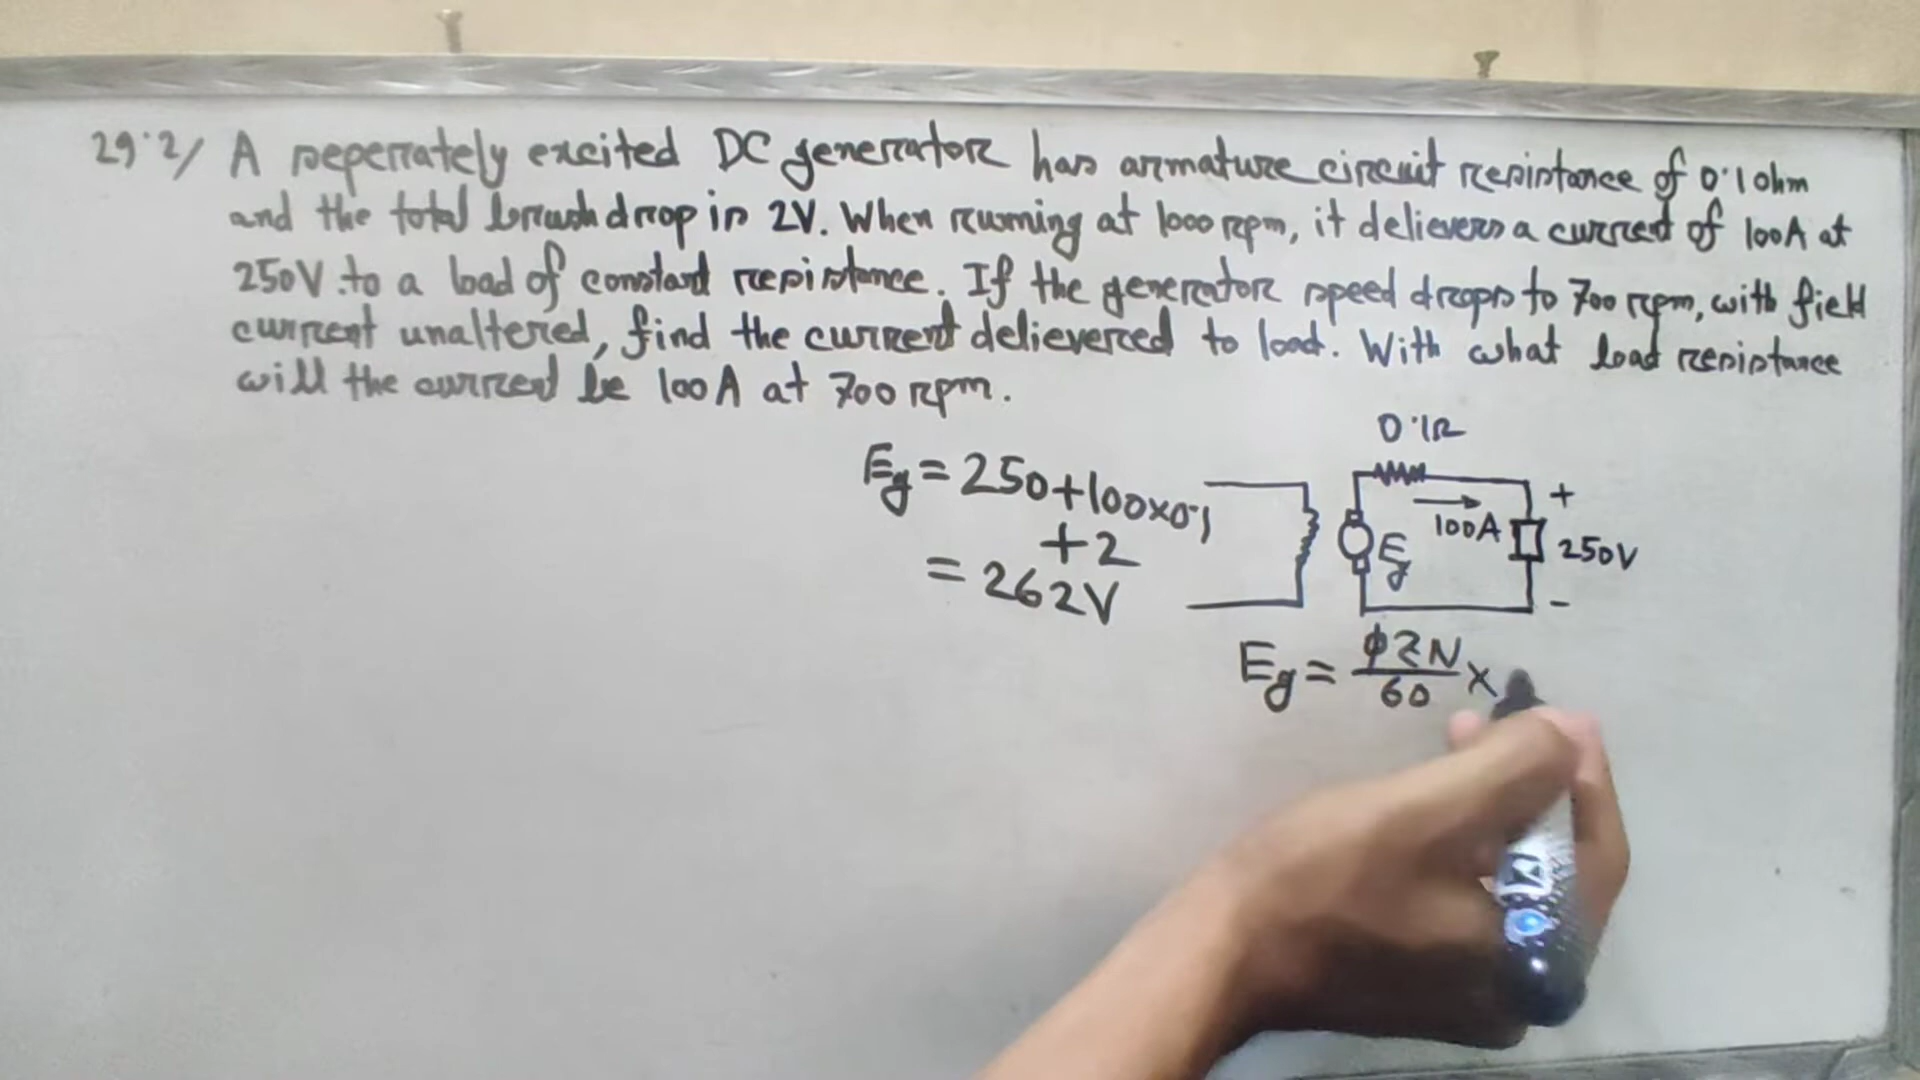 29.2/ A seperately excited DC generator has armature circuit resistance of 0.1 ohm
and the total brush drop is 2V. When running at 1000 rpm, it delievers a current of 100A at
250V to a load of constant resistance. If the generator speed drops to 700 rpm, with field
current unaltered, find the current delievered to load. With what load resistance
will the current be 100A at 700 rpm.
0.1Ω
Eg = 250+100×0.1
+2
= 262V
100A
Eg
+
250V
-
Eg = ϕZN/60 ×